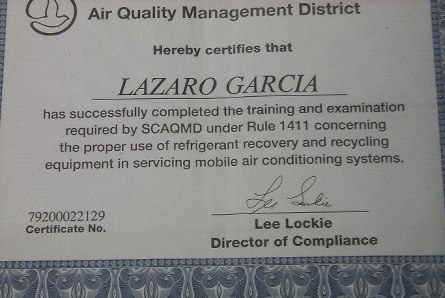 Air Quality Management District
Hereby certifies that
LAZARO GARCIA
has successfully completed the training and examination
required by SCAQMD under Rule 1411 concerning
the proper use of refrigerant recovery and recycling
equipment in servicing mobile air conditioning systems.
Lee Lockie
79200022129
Certificate No.
Lee Lockie
Director of Compliance